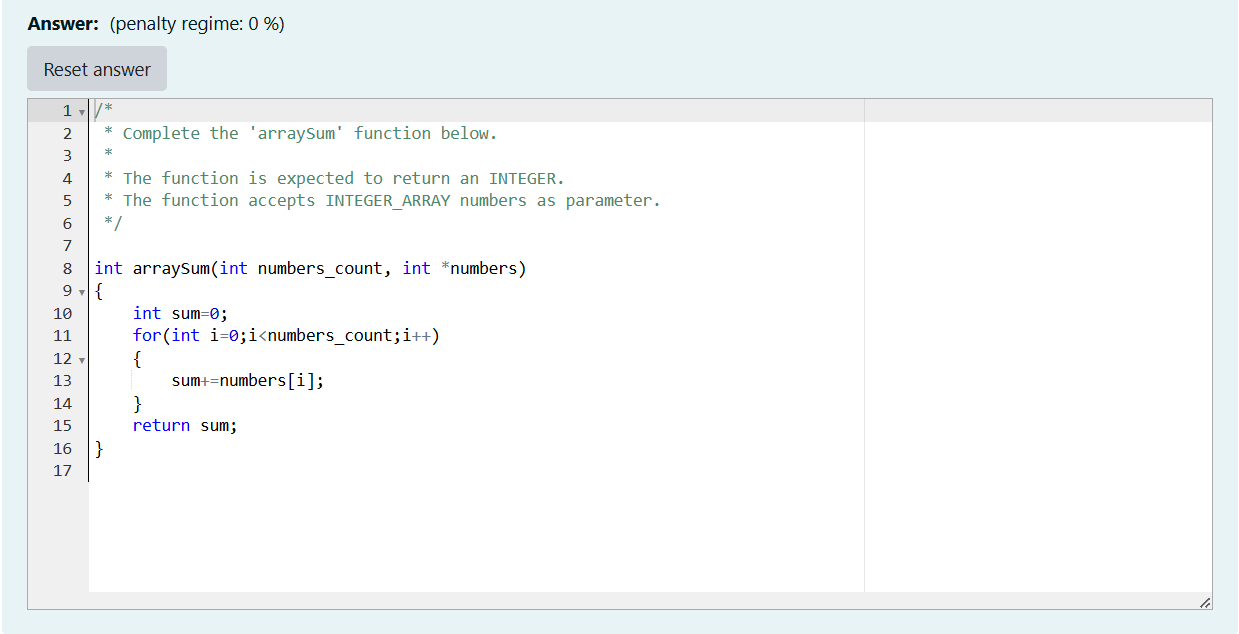 Answer: (penalty regime: 0 %)
Reset answer
1 /*
2  * Complete the 'arraySum' function below.
3  *
4  * The function is expected to return an INTEGER.
5  * The function accepts INTEGER_ARRAY numbers as parameter.
6  */
7
8 int arraySum(int numbers_count, int *numbers)
9 {
10     int sum=0;
11     for(int i=0;i<numbers_count;i++)
12     {
13         sum+=numbers[i];
14     }
15     return sum;
16 }
17